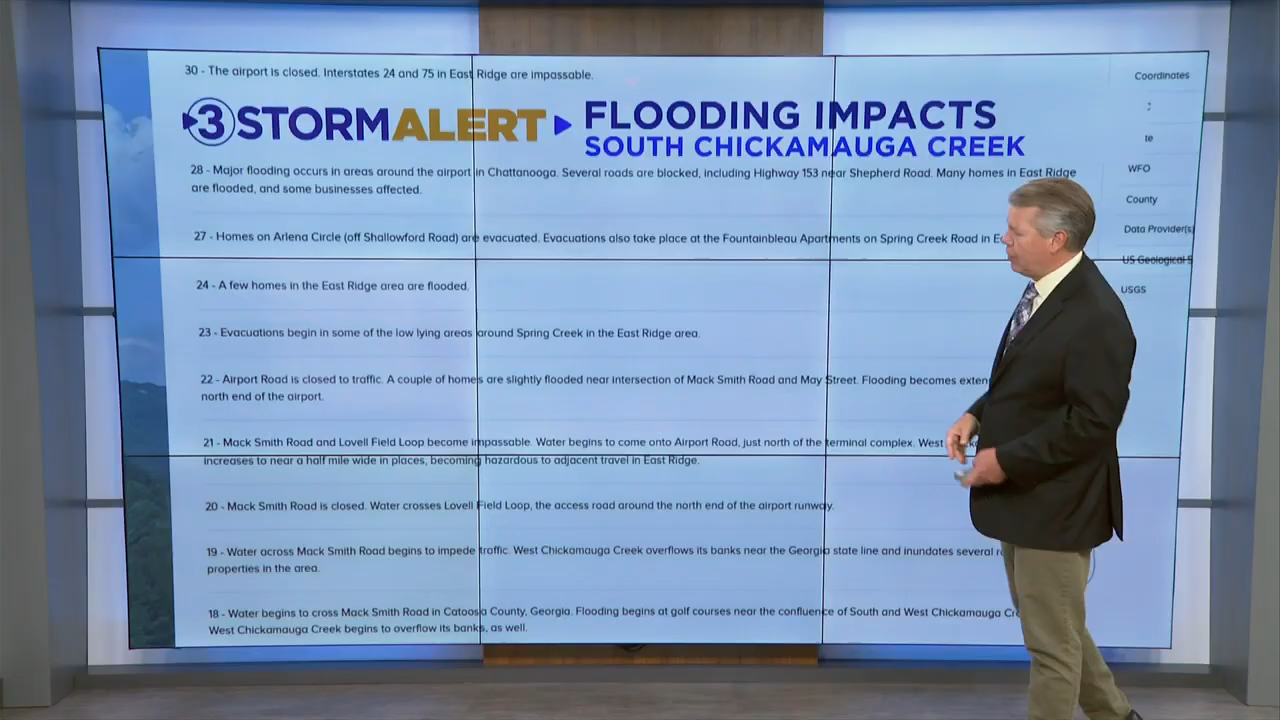 30 - The airport is closed. Interstates 24 and 75 in East Ridge are impassable.
3 STORMALERT
FLOODING IMPACTS
SOUTH CHICKAMAUGA CREEK
28 - Major flooding occurs in areas around the airport in Chattanooga. Several roads are blocked, including Highway 153 near Shepherd Road. Many homes in East Ridge
are flooded, and some businesses affected.
27 - Homes on Arlena Circle (off Shallowford Road) are evacuated. Evacuations also take place at the Fountainbleau Apartments on Spring Creek Road in E
24 - A few homes in the East Ridge area are flooded.
23 - Evacuations begin in some of the low lying areas around Spring Creek in the East Ridge area.
22 - Airport Road is closed to traffic. A couple of homes are slightly flooded near intersection of Mack Smith Road and May Street. Flooding becomes exten
north end of the airport.
21 - Mack Smith Road and Lovell Field Loop become impassable. Water begins to come onto Airport Road, just north of the terminal complex. West
increases to near a half mile wide in places, becoming hazardous to adjacent travel in East Ridge.
20 - Mack Smith Road is closed. Water crosses Lovell Field Loop, the access road around the north end of the airport runway.
19 - Water across Mack Smith Road begins to impede traffic. West Chickamauga Creek overflows its banks near the Georgia state line and inundates several r
properties in the area.
18 - Water begins to cross Mack Smith Road in Catoosa County, Georgia. Flooding begins at golf courses near the confluence of South and West Chickamauga Cr
West Chickamauga Creek begins to overflow its banks, as well.
Coordinates
:
te
WFO
County
Data Provider(s)
US Geological S
USGS